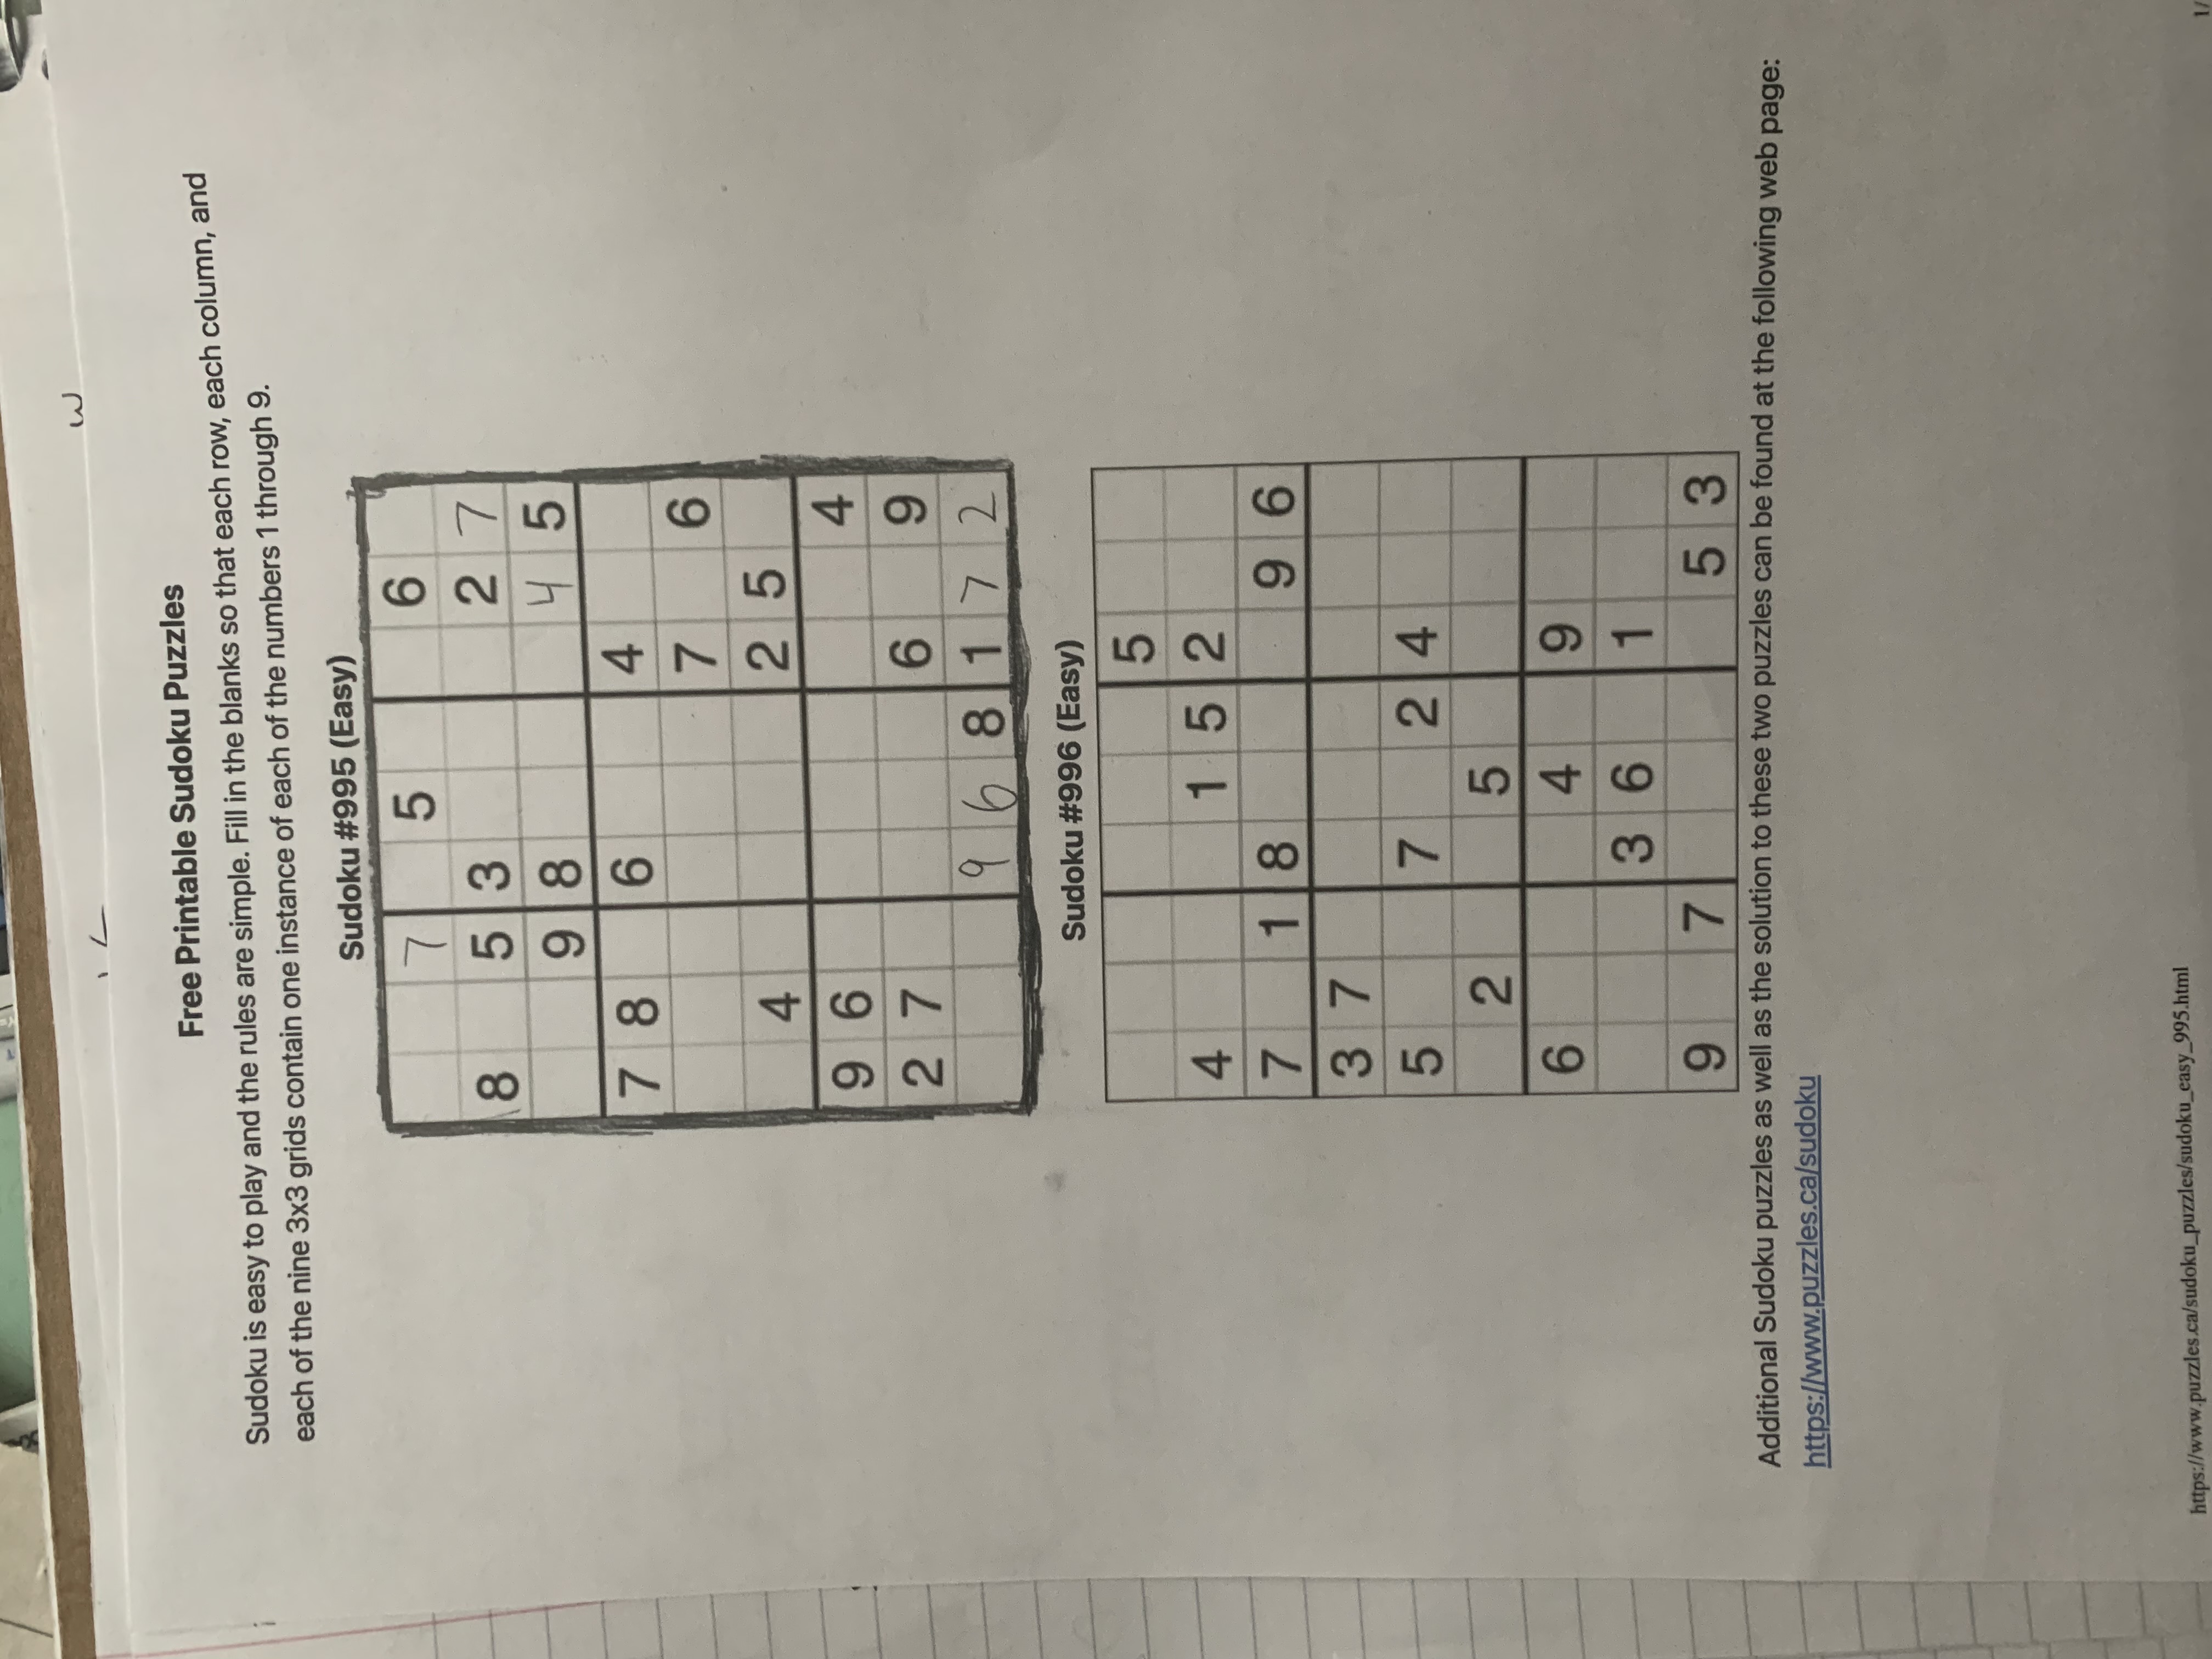 Free Printable Sudoku Puzzles
Sudoku is easy to play and the rules are simple. Fill in the blanks so that each row, each column, and
each of the nine 3x3 grids contain one instance of each of the numbers 1 through 9.
Sudoku #995 (Easy)
7 5 6
8 5 3 2 7
9 8 4 5
7 8 6 4
7 6
4 2 5
9 6 4
2 7 6 9
9 6 8 1 7 2
Sudoku #996 (Easy)
5
4 1 5 2
7 1 8 9 6
3 7
5 7 2 4
2 5
6 4 9
3 6 1
9 7 5 3
Additional Sudoku puzzles as well as the solution to these two puzzles can be found at the following web page:
https://www.puzzles.ca/sudoku
https://www.puzzles.ca/sudoku_puzzles/sudoku_easy_995.html
1/